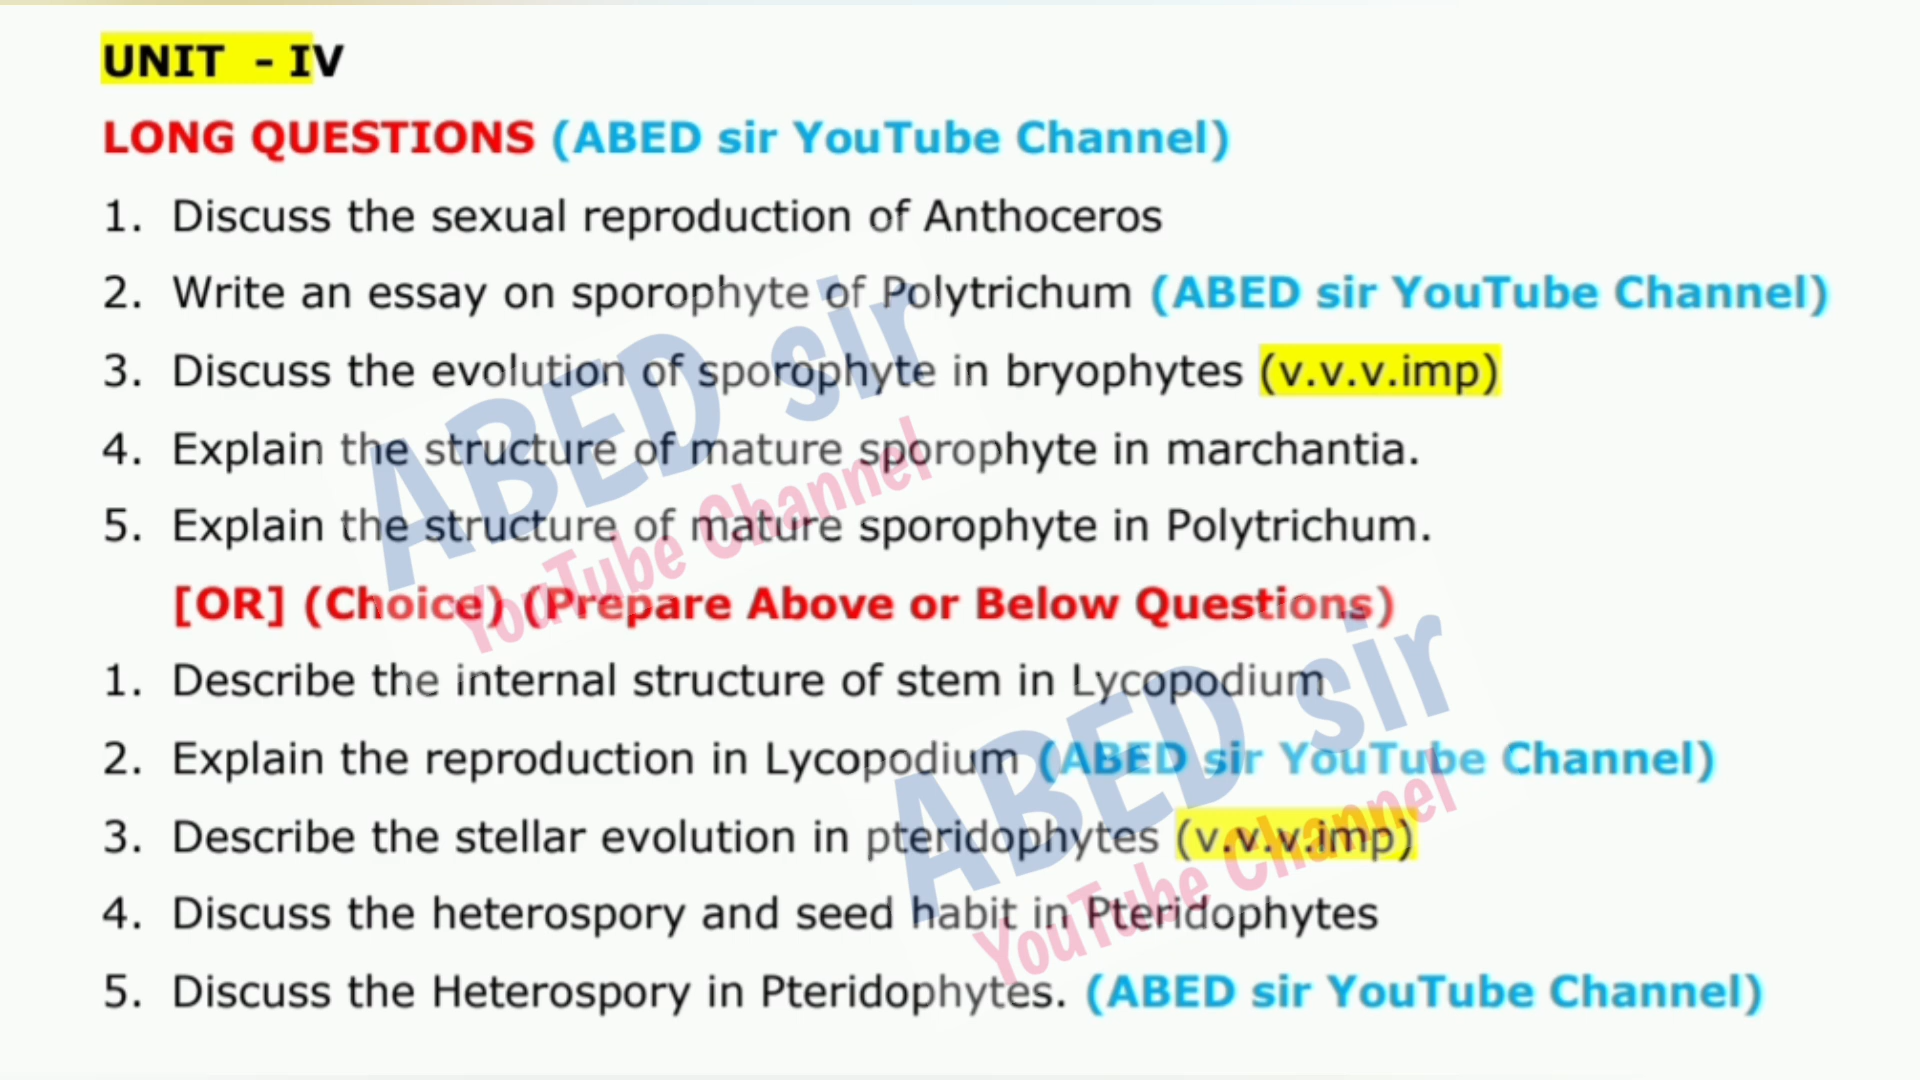 UNIT - IV
LONG QUESTIONS (ABED sir YouTube Channel)
1. Discuss the sexual reproduction of Anthoceros
2. Write an essay on sporophyte of Polytrichum (ABED sir YouTube Channel)
3. Discuss the evolution of sporophyte in bryophytes (v.v.v.imp)
4. Explain the structure of mature sporophyte in marchantia.
5. Explain the structure of mature sporophyte in Polytrichum.
[OR] (Choice) (Prepare Above or Below Questions)
1. Describe the internal structure of stem in Lycopodium
2. Explain the reproduction in Lycopodium (ABED sir YouTube Channel)
3. Describe the stellar evolution in pteridophytes (v.v.v.imp)
4. Discuss the heterospory and seed habit in Pteridophytes
5. Discuss the Heterospory in Pteridophytes. (ABED sir YouTube Channel)
ABED sir
YouTube Channel
ABED sir
YouTube Channel